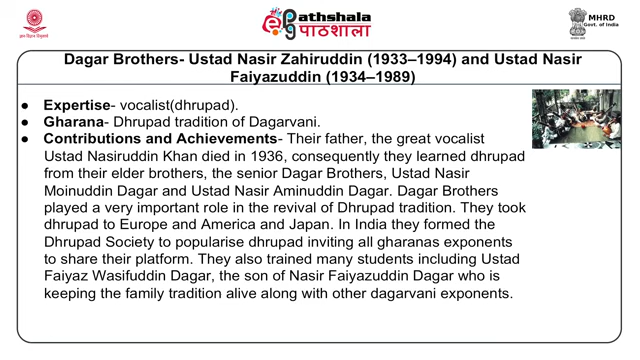 Pathshala
पाठशाला
MHRD
Govt. of India
Dagar Brothers- Ustad Nasir Zahiruddin (1933–1994) and Ustad Nasir
Faiyazuddin (1934–1989)
● Expertise- vocalist(dhrupad).
● Gharana- Dhrupad tradition of Dagarvani.
● Contributions and Achievements- Their father, the great vocalist
Ustad Nasiruddin Khan died in 1936, consequently they learned dhrupad
from their elder brothers, the senior Dagar Brothers, Ustad Nasir
Moinuddin Dagar and Ustad Nasir Aminuddin Dagar. Dagar Brothers
played a very important role in the revival of Dhrupad tradition. They took
dhrupad to Europe and America and Japan. In India they formed the
Dhrupad Society to popularise dhrupad inviting all gharanas exponents
to share their platform. They also trained many students including Ustad
Faiyaz Wasifuddin Dagar, the son of Nasir Faiyazuddin Dagar who is
keeping the family tradition alive along with other dagarvani exponents.